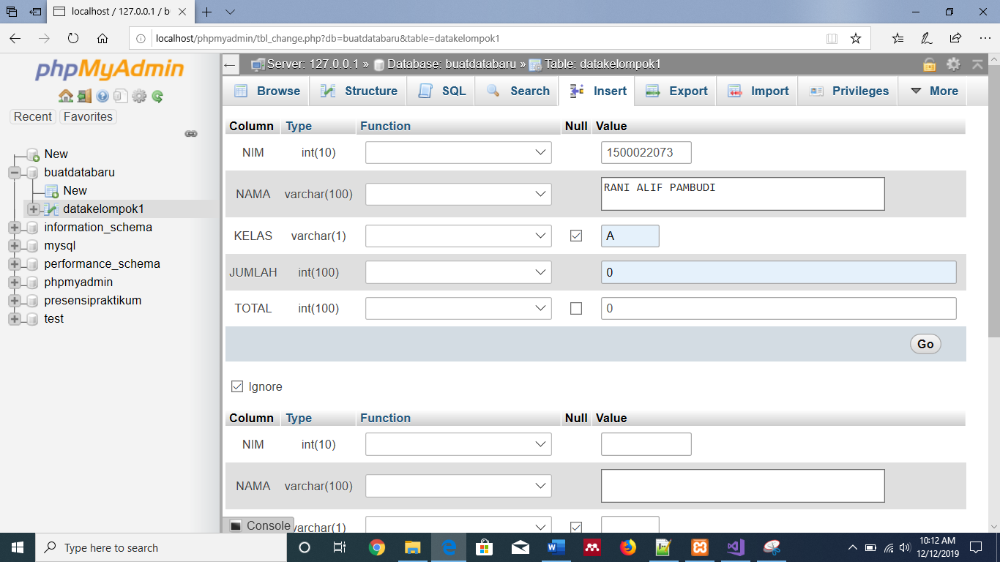 localhost / 127.0.0.1 / b
localhost/phpmyadmin/tbl_change.php?db=buatdatabaru&table=datakelompok1
phpMyAdmin
Recent Favorites
New
buatdatabaru
New
datakelompok1
information_schema
mysql
performance_schema
phpmyadmin
presensipraktikum
test
Server: 127.0.0.1 » Database: buatdatabaru » Table: datakelompok1
Browse Structure SQL Search Insert Export Import Privileges More
Column Type Function Null Value
NIM int(10) 1500022073
NAMA varchar(100) RANI ALIF PAMBUDI
KELAS varchar(1) A
JUMLAH int(100) 0
TOTAL int(100) 0
Go
Ignore
Column Type Function Null Value
NIM int(10)
NAMA varchar(100)
Console varchar(1)
Type here to search
10:12 AM
12/12/2019